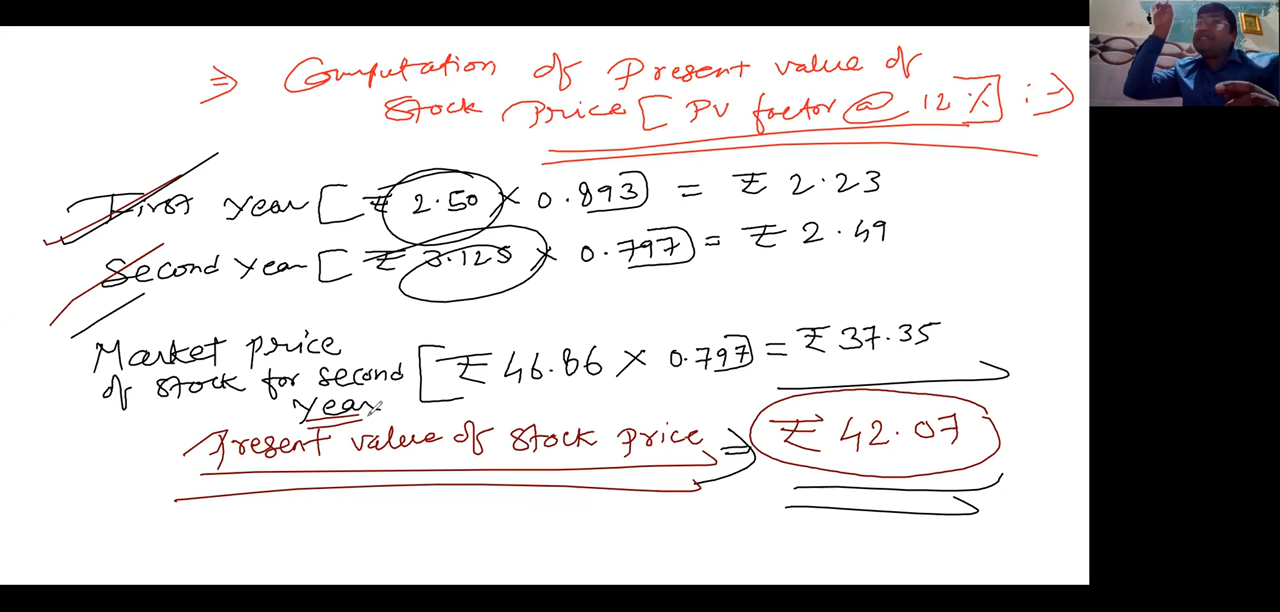 ⇒ Computation of Present value of
Stock Price [PV factor @ 12%] :⇒
First year [₹ 2.50 × 0.893] = ₹ 2.23
Second year [₹ 3.125 × 0.797] = ₹ 2.49
Market price
of stock for second [₹ 46.86 × 0.797] = ₹ 37.35
year
Present value of stock price ⇒ ₹ 42.07